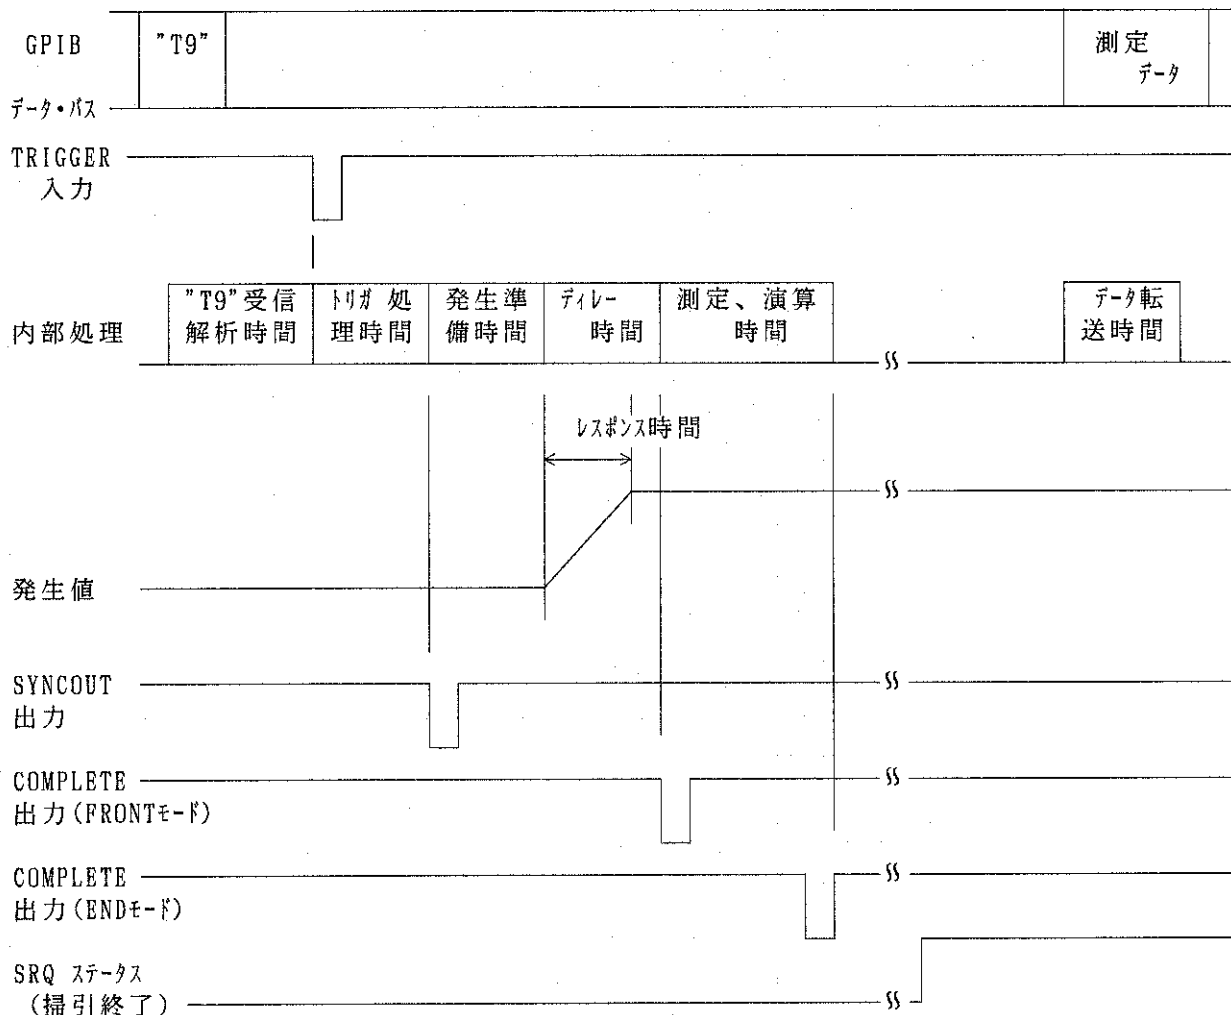 GPIB
"T9"
測定
データ
データ・バス
TRIGGER
入力
内部処理
"T9"受信
解析時間
トリガ 処
理時間
発生準
備時間
ディレー
時間
測定、演算
時間
データ転
送時間
レスポンス時間
発生値
SYNCOUT
出力
COMPLETE
出力(FRONTモード)
COMPLETE
出力(ENDモード)
SRQ ステータス
(掃引終了)